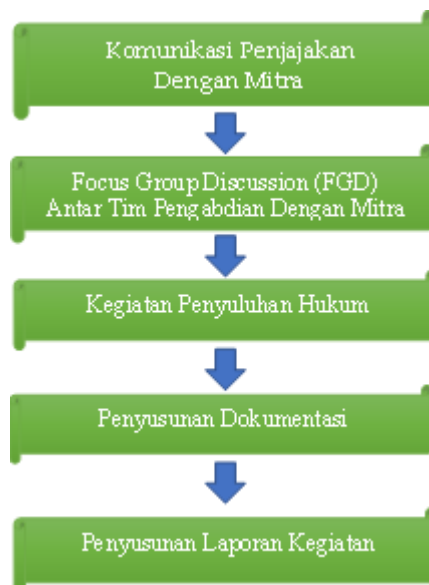 Komunikasi Penjajakan
Dengan Mitra
Focus Group Discussion (FGD)
Antar Tim Pengabdian Dengan Mitra
Kegiatan Penyuluhan Hukum
Penyusunan Dokumentasi
Penyusunan Laporan Kegiatan